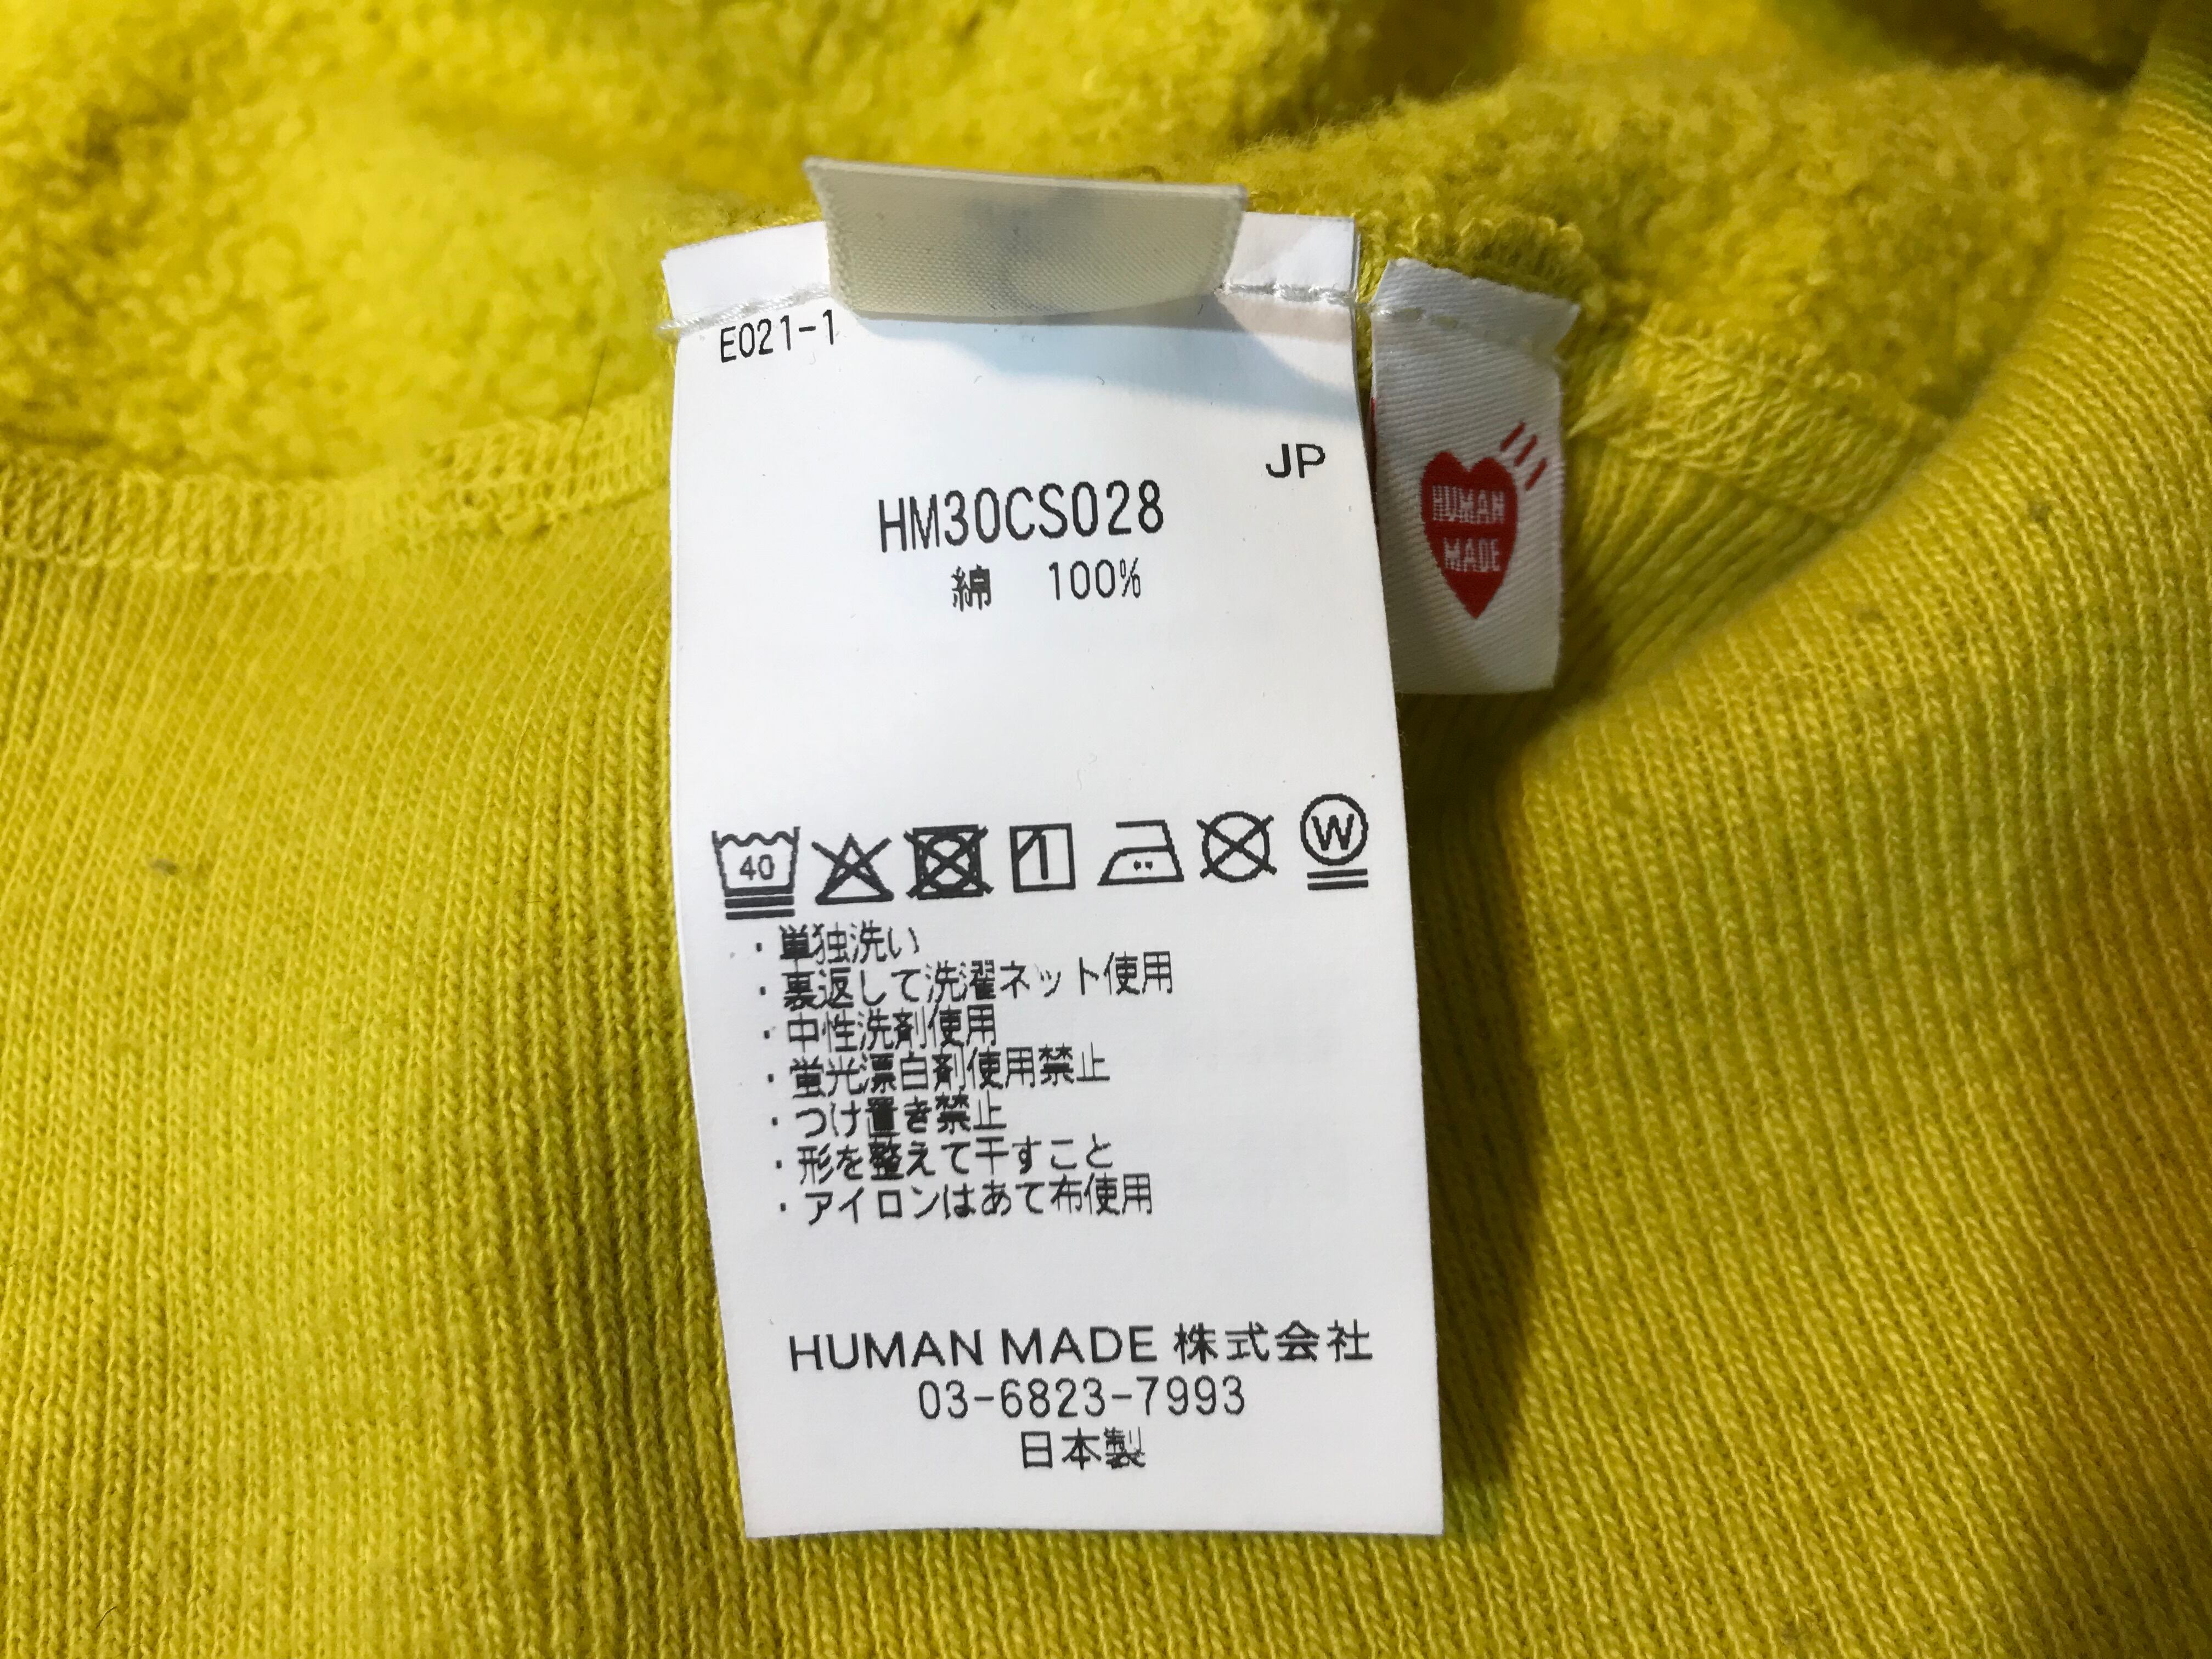 E021-1
JP
HM30CS028
綿 100%
HUMAN
MADE
40
W
・単独洗い
・裏返して洗濯ネット使用
・中性洗剤使用
・蛍光漂白剤使用禁止
・つけ置き禁止
・形を整えて干すこと
・アイロンはあて布使用
HUMAN MADE 株式会社
03-6823-7993
日本製